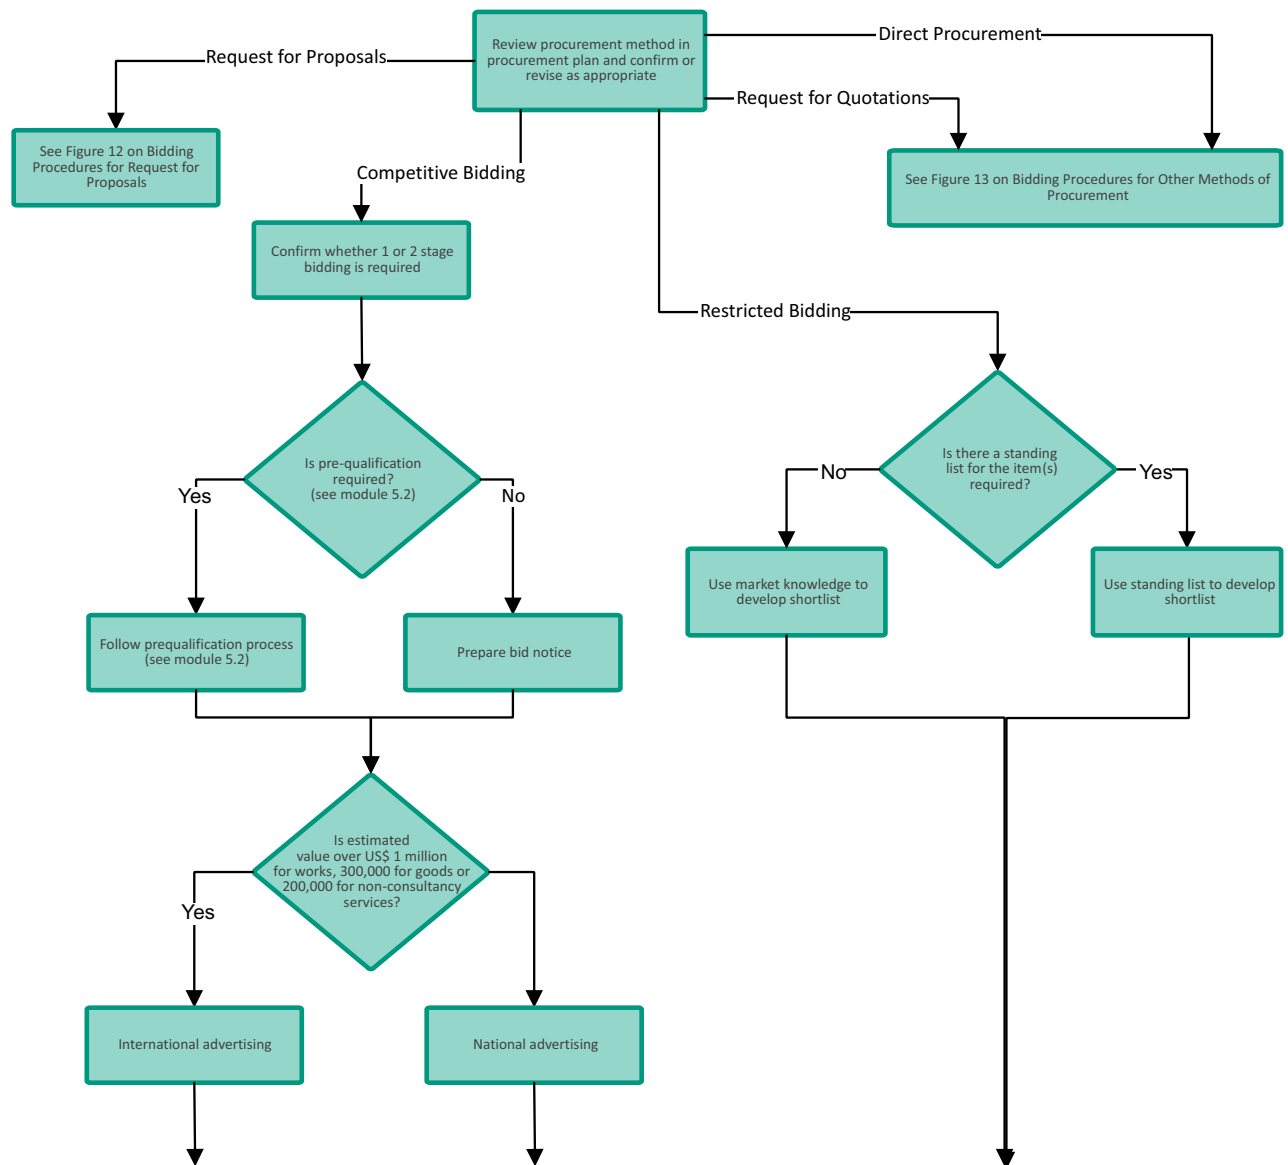 Review procurement method in
procurement plan and confirm or
revise as appropriate
Direct Procurement
Request for Proposals
Request for Quotations
See Figure 12 on Bidding
Procedures for Request for
Proposals
Competitive Bidding
See Figure 13 on Bidding Procedures for Other Methods of
Procurement
Confirm whether 1 or 2 stage
bidding is required
Restricted Bidding
Is pre-qualification
required?
(see module 5.2)
Yes
No
Is there a standing
list for the item(s)
required?
No
Yes
Use market knowledge to
develop shortlist
Use standing list to develop
shortlist
Follow prequalification process
(see module 5.2)
Prepare bid notice
Is estimated
value over US$ 1 million
for works, 300,000 for goods or
200,000 for non-consultancy
services?
Yes
International advertising
National advertising